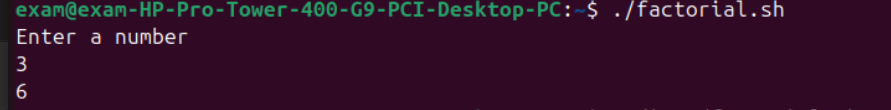 exam@exam-HP-Pro-Tower-400-G9-PCI-Desktop-PC:~$ ./factorial.sh
Enter a number
3
6